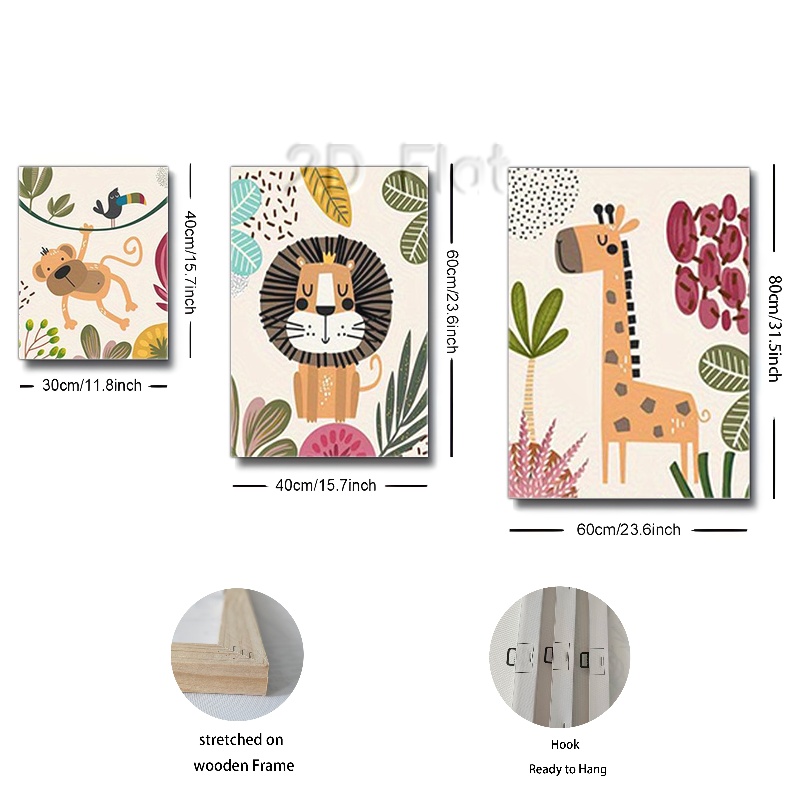 2D Flat
40cm/15.7inch
60cm/23.6inch
80cm/31.5inch
30cm/11.8inch
40cm/15.7inch
60cm/23.6inch
stretched on
wooden Frame
Hook
Ready to Hang